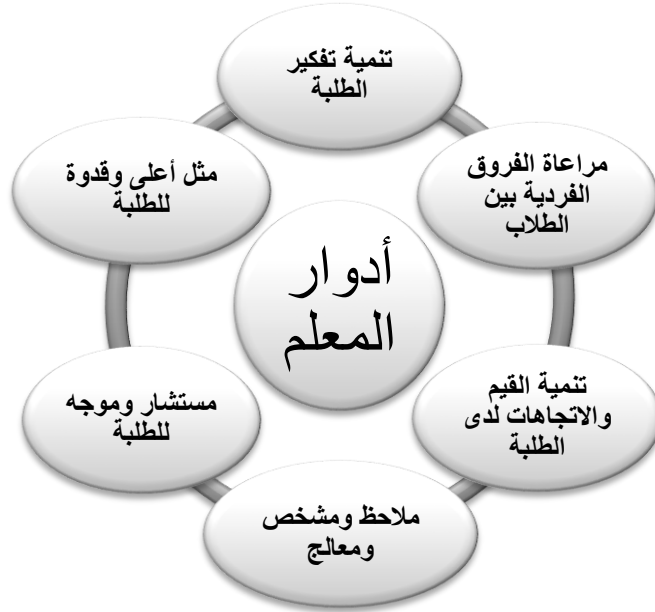 تنمية تفكير
الطلبة
مراعاة الفروق
الفردية بين
الطلاب
تنمية القيم
والاتجاهات لدى
الطلبة
ملاحظ ومشخص
ومعالج
مستشار وموجه
للطلبة
مثل أعلى وقدوة
للطلبة
أدوار
المعلم